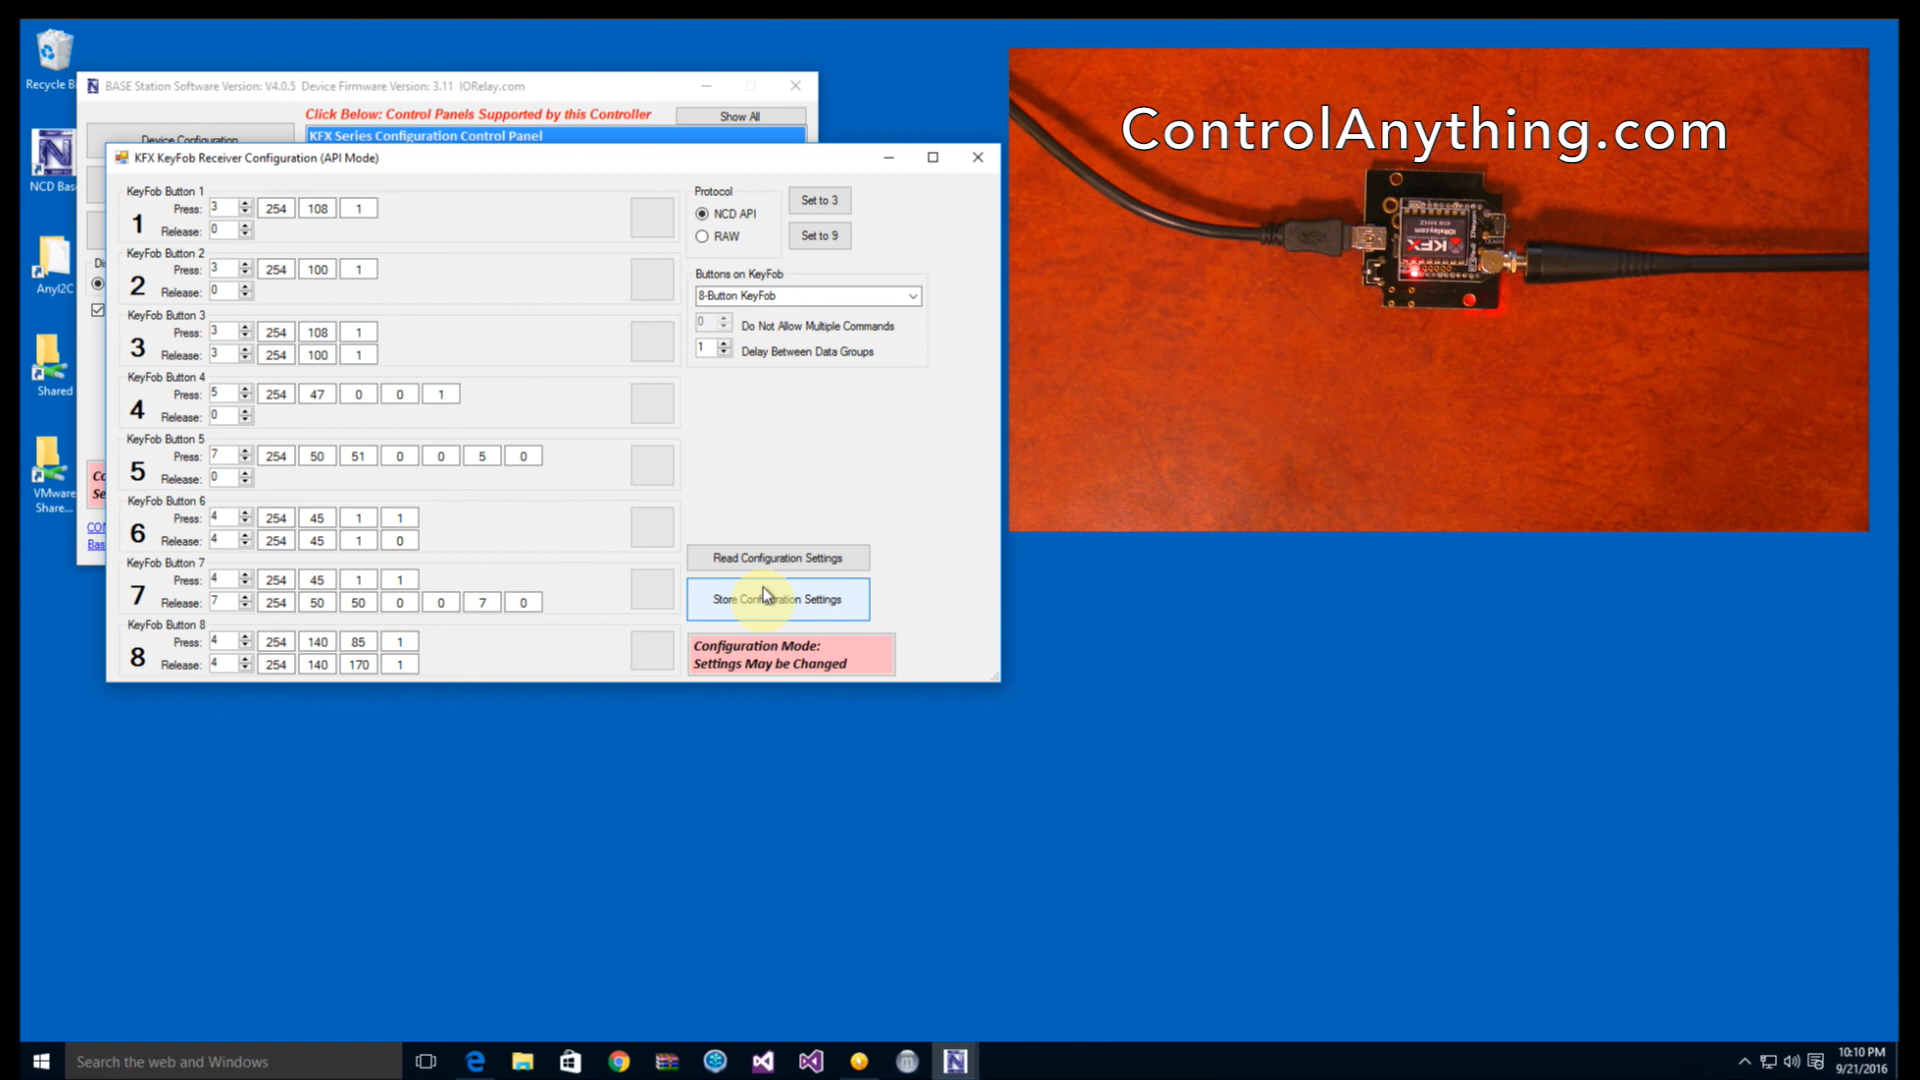 Recycle B
NCD Bas
AnyI2C
Shared
VMware
Share...
BASE Station Software Version: V4.0.5 Device Firmware Version: 3.11 IORelay.com
Click Below: Control Panels Supported by this Controller
Show All
Device Configuration
KFX Series Configuration Control Panel
Di
Co
Se
CON
Bas
KFX KeyFob Receiver Configuration (API Mode)
KeyFob Button 1
1
Press: 3 254 108 1
Release: 0
KeyFob Button 2
2
Press: 3 254 100 1
Release: 0
KeyFob Button 3
3
Press: 3 254 108 1
Release: 3 254 100 1
KeyFob Button 4
4
Press: 5 254 47 0 0 1
Release: 0
KeyFob Button 5
5
Press: 7 254 50 51 0 0 5 0
Release: 0
KeyFob Button 6
6
Press: 4 254 45 1 1
Release: 4 254 45 1 0
KeyFob Button 7
7
Press: 4 254 45 1 1
Release: 7 254 50 50 0 0 7 0
KeyFob Button 8
8
Press: 4 254 140 85 1
Release: 4 254 140 170 1
Protocol
NCD API
RAW
Set to 3
Set to 9
Buttons on KeyFob
8-Button KeyFob
0 Do Not Allow Multiple Commands
1 Delay Between Data Groups
Read Configuration Settings
Store Configuration Settings
Configuration Mode:
Settings May be Changed
ControlAnything.com
KFX
IORelay.com
418 MHZ
Search the web and Windows
10:10 PM
9/21/2016